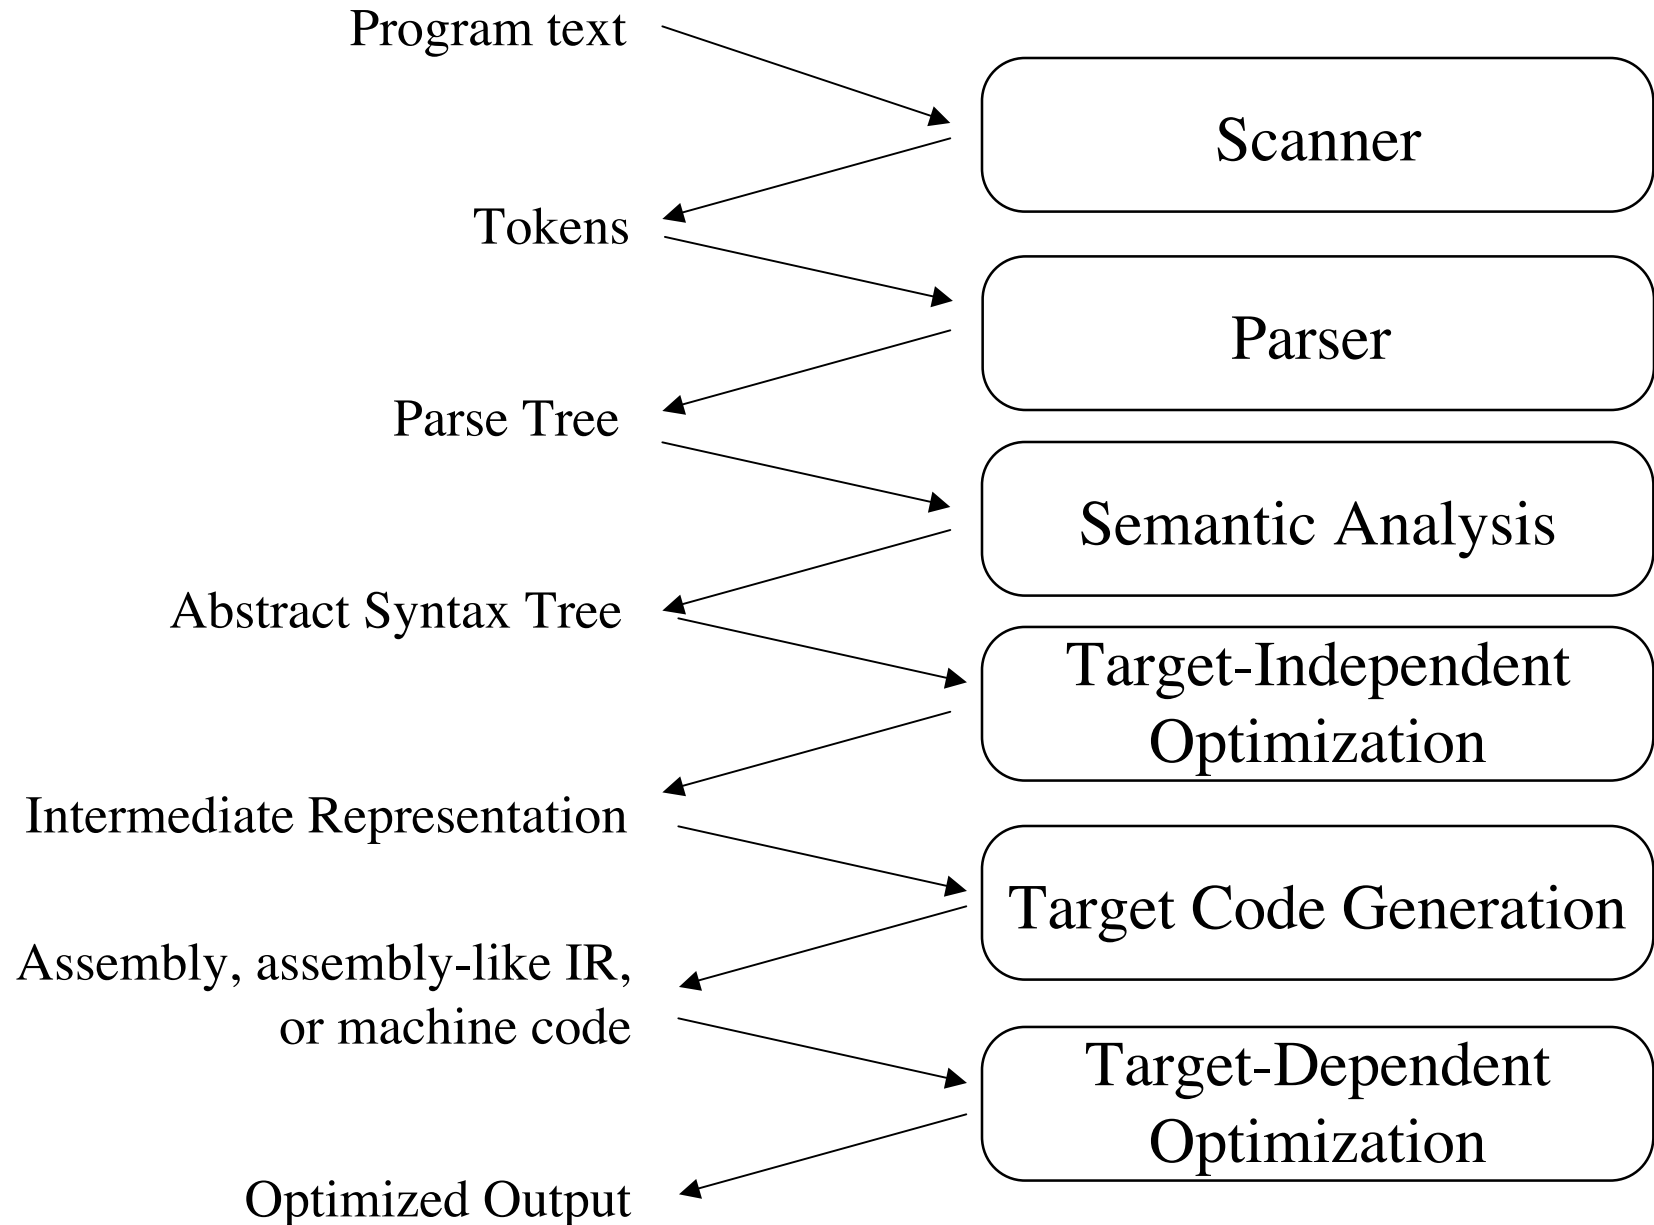 Program text
Scanner
Tokens
Parser
Parse Tree
Semantic Analysis
Abstract Syntax Tree
Target-Independent
Optimization
Intermediate Representation
Target Code Generation
Assembly, assembly-like IR,
or machine code
Target-Dependent
Optimization
Optimized Output